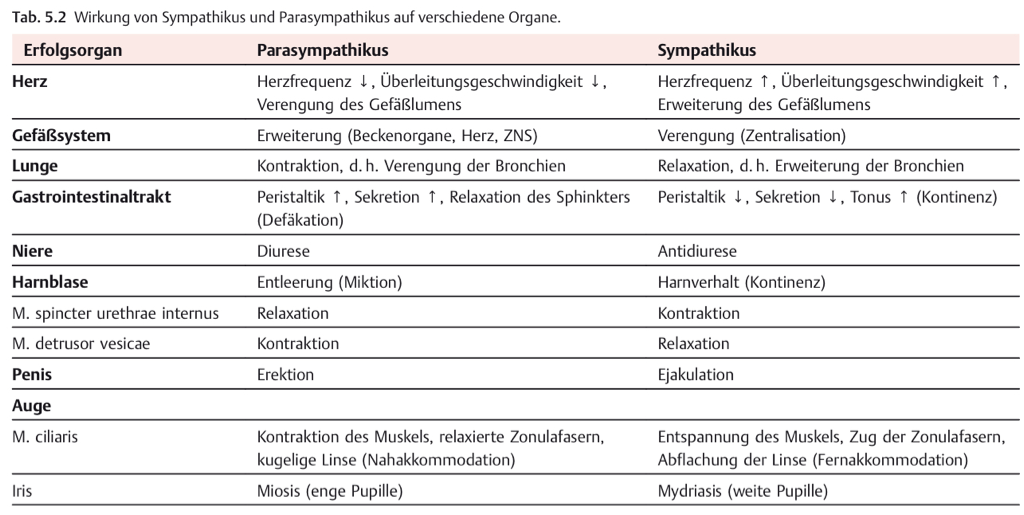 Tab. 5.2 Wirkung von Sympathikus und Parasympathikus auf verschiedene Organe.
Erfolgsorgan Parasympathikus Sympathikus
Herz Herzfrequenz ↓, Überleitungsgeschwindigkeit ↓, Herzfrequenz ↑, Überleitungsgeschwindigkeit ↑,
Verengung des Gefäßlumens Erweiterung des Gefäßlumens
Gefäßsystem Erweiterung (Beckenorgane, Herz, ZNS) Verengung (Zentralisation)
Lunge Kontraktion, d. h. Verengung der Bronchien Relaxation, d. h. Erweiterung der Bronchien
Gastrointestinaltrakt Peristaltik ↑, Sekretion ↑, Relaxation des Sphinkters Peristaltik ↓, Sekretion ↓, Tonus ↑ (Kontinenz)
(Defäkation)
Niere Diurese Antidiurese
Harnblase Entleerung (Miktion) Harnverhalt (Kontinenz)
M. spincter urethrae internus Relaxation Kontraktion
M. detrusor vesicae Kontraktion Relaxation
Penis Erektion Ejakulation
Auge
M. ciliaris Kontraktion des Muskels, relaxierte Zonulafasern, Entspannung des Muskels, Zug der Zonulafasern,
kugelige Linse (Nahakkommodation) Abflachung der Linse (Fernakkommodation)
Iris Miosis (enge Pupille) Mydriasis (weite Pupille)